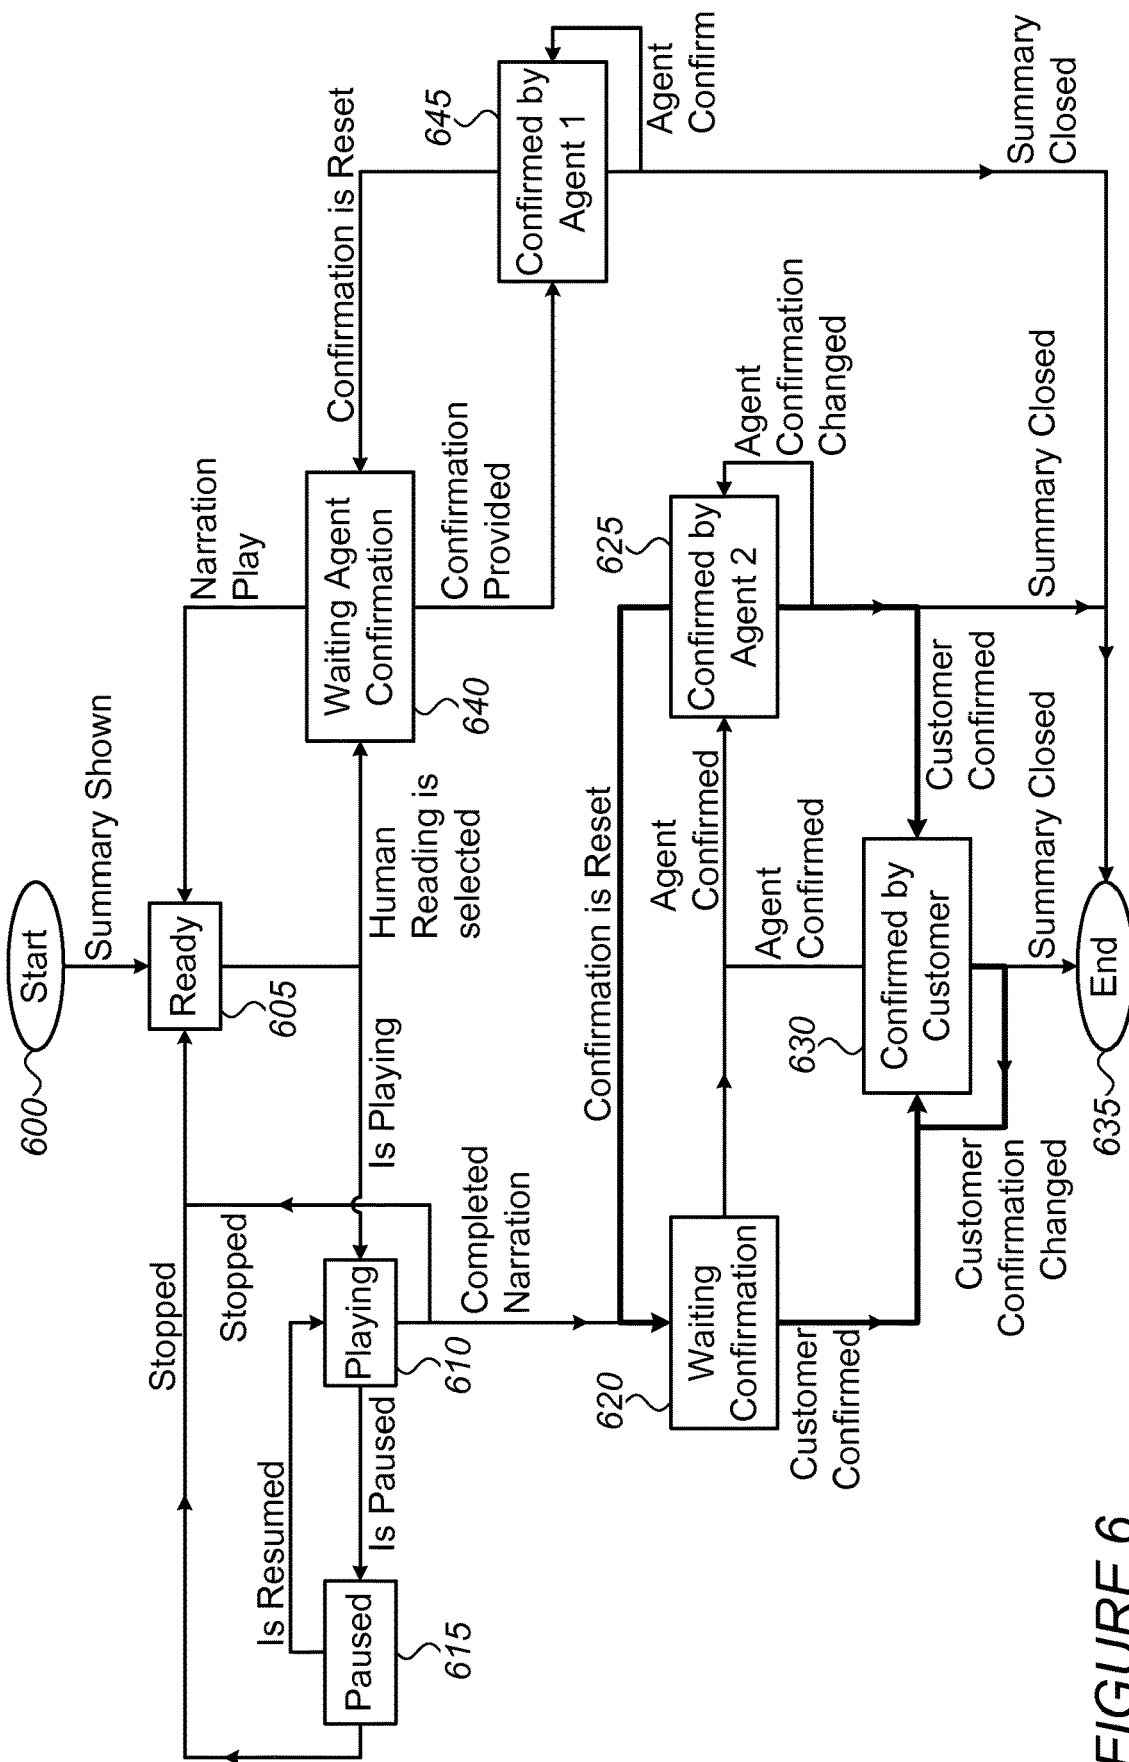 600
Start
Summary Shown
Stopped
Stopped
Ready
605
Narration
Play
Is Resumed
Is Paused
Is Playing
Human
Reading is
selected
Paused
615
Playing
610
Completed
Narration
Waiting Agent
Confirmation
640
Confirmation is Reset
Confirmation
Provided
645
Confirmed by
Agent 1
Agent
Confirm
Summary
Closed
Confirmation is Reset
620
Waiting
Confirmation
Agent
Confirmed
Agent
Confirmed
625
Confirmed by
Agent 2
Agent
Confirmation
Changed
Customer
Confirmed
630
Confirmed by
Customer
Customer
Confirmed
Summary Closed
Customer
Confirmation
Changed
Summary Closed
635
End
FIGURE 6